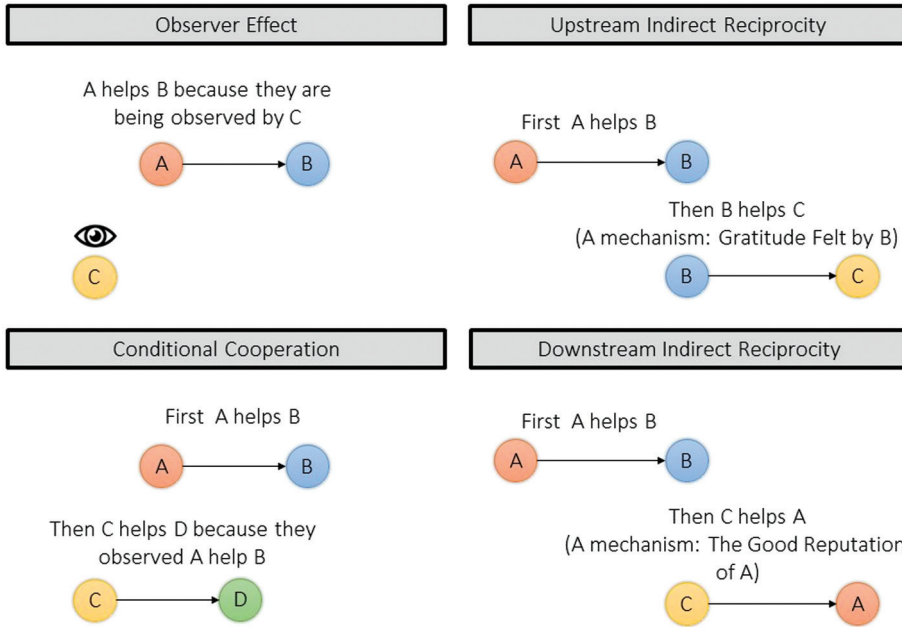 Observer Effect
A helps B because they are
being observed by C
A
B
C
Upstream Indirect Reciprocity
First A helps B
A
B
Then B helps C
(A mechanism: Gratitude Felt by B)
B
C
Conditional Cooperation
First A helps B
A
B
Then C helps D because they
observed A help B
C
D
Downstream Indirect Reciprocity
First A helps B
A
B
Then C helps A
(A mechanism: The Good Reputation
of A)
C
A